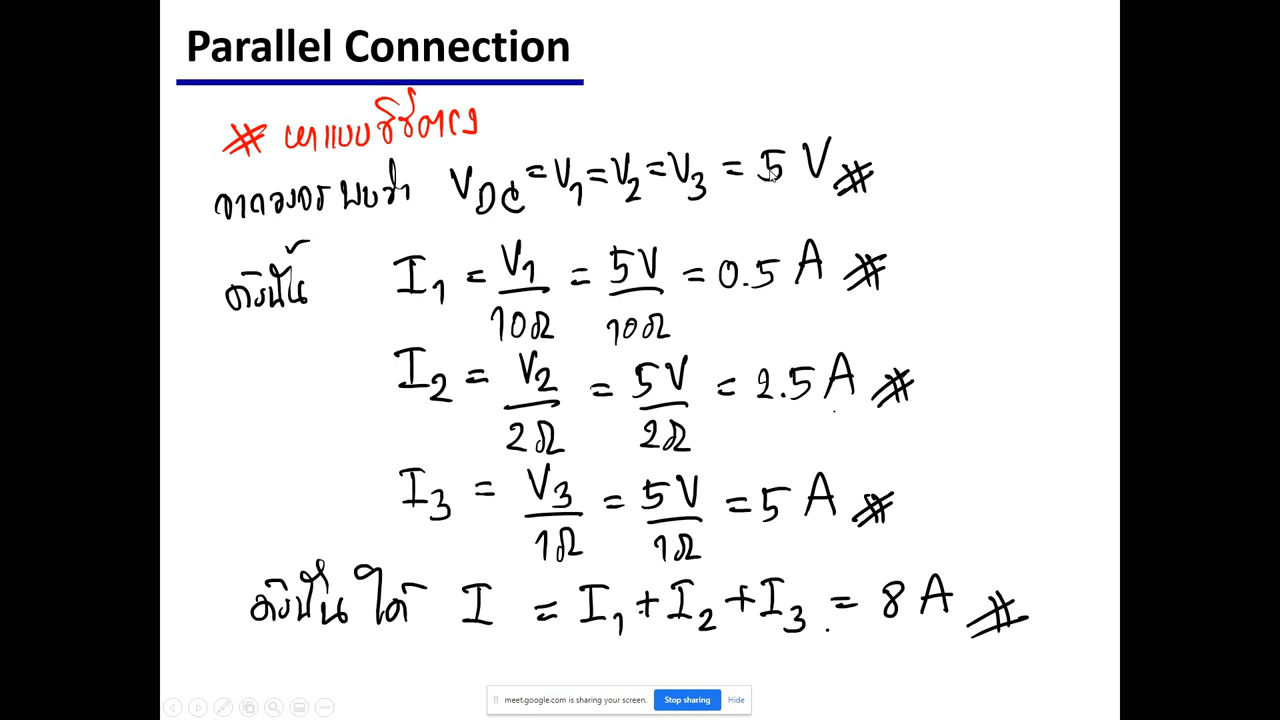 Parallel Connection
# หาแบบวิธีตรง
จากวงจร พบว่า V_DC = V₁ = V₂ = V₃ = 5 V #
ดังนั้น I₁ = V₁/10Ω = 5V/10Ω = 0.5 A #
I₂ = V₂/2Ω = 5V/2Ω = 2.5 A #
I₃ = V₃/1Ω = 5V/1Ω = 5 A #
ดังนั้น ได้ I = I₁ + I₂ + I₃ = 8 A #
meet.google.com is sharing your screen. Stop sharing Hide